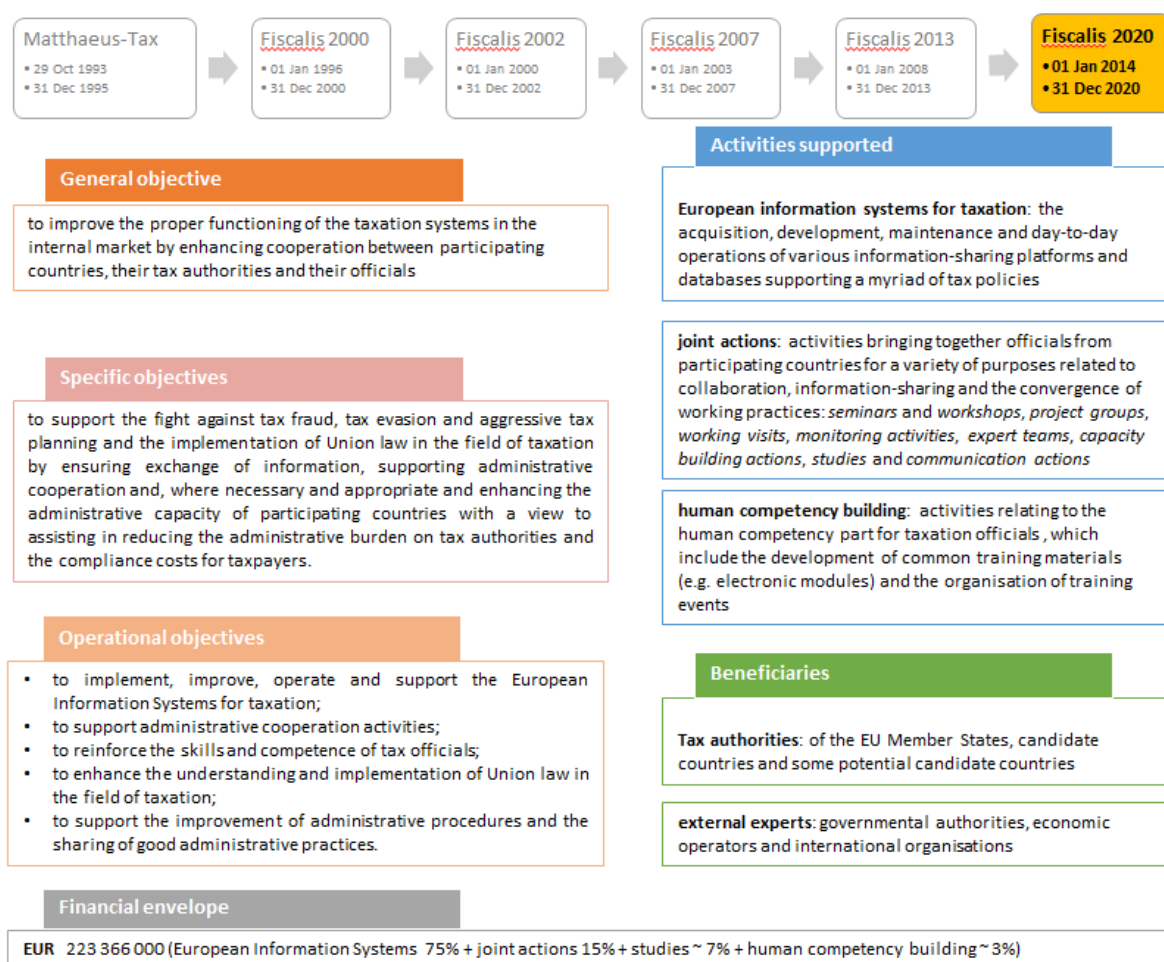 Matthaeus-Tax
• 29 Oct 1993
• 31 Dec 1995
Fiscalis 2000
• 01 Jan 1996
• 31 Dec 2000
Fiscalis 2002
• 01 Jan 2000
• 31 Dec 2002
Fiscalis 2007
• 01 Jan 2003
• 31 Dec 2007
Fiscalis 2013
• 01 Jan 2008
• 31 Dec 2013
Fiscalis 2020
• 01 Jan 2014
• 31 Dec 2020
General objective
to improve the proper functioning of the taxation systems in the
internal market by enhancing cooperation between participating
countries, their tax authorities and their officials
Specific objectives
to support the fight against tax fraud, tax evasion and aggressive tax
planning and the implementation of Union law in the field of taxation
by ensuring exchange of information, supporting administrative
cooperation and, where necessary and appropriate and enhancing the
administrative capacity of participating countries with a view to
assisting in reducing the administrative burden on tax authorities and
the compliance costs for taxpayers.
Operational objectives
• to implement, improve, operate and support the European
Information Systems for taxation;
• to support administrative cooperation activities;
• to reinforce the skills and competence of tax officials;
• to enhance the understanding and implementation of Union law in
the field of taxation;
• to support the improvement of administrative procedures and the
sharing of good administrative practices.
Activities supported
European information systems for taxation: the
acquisition, development, maintenance and day-to-day
operations of various information-sharing platforms and
databases supporting a myriad of tax policies
joint actions: activities bringing together officials from
participating countries for a variety of purposes related to
collaboration, information-sharing and the convergence of
working practices: seminars and workshops, project groups,
working visits, monitoring activities, expert teams, capacity
building actions, studies and communication actions
human competency building: activities relating to the
human competency part for taxation officials , which
include the development of common training materials
(e.g. electronic modules) and the organisation of training
events
Beneficiaries
Tax authorities: of the EU Member States, candidate
countries and some potential candidate countries
external experts: governmental authorities, economic
operators and international organisations
Financial envelope
EUR 223 366 000 (European Information Systems 75% + joint actions 15% + studies ~ 7% + human competency building ~ 3%)